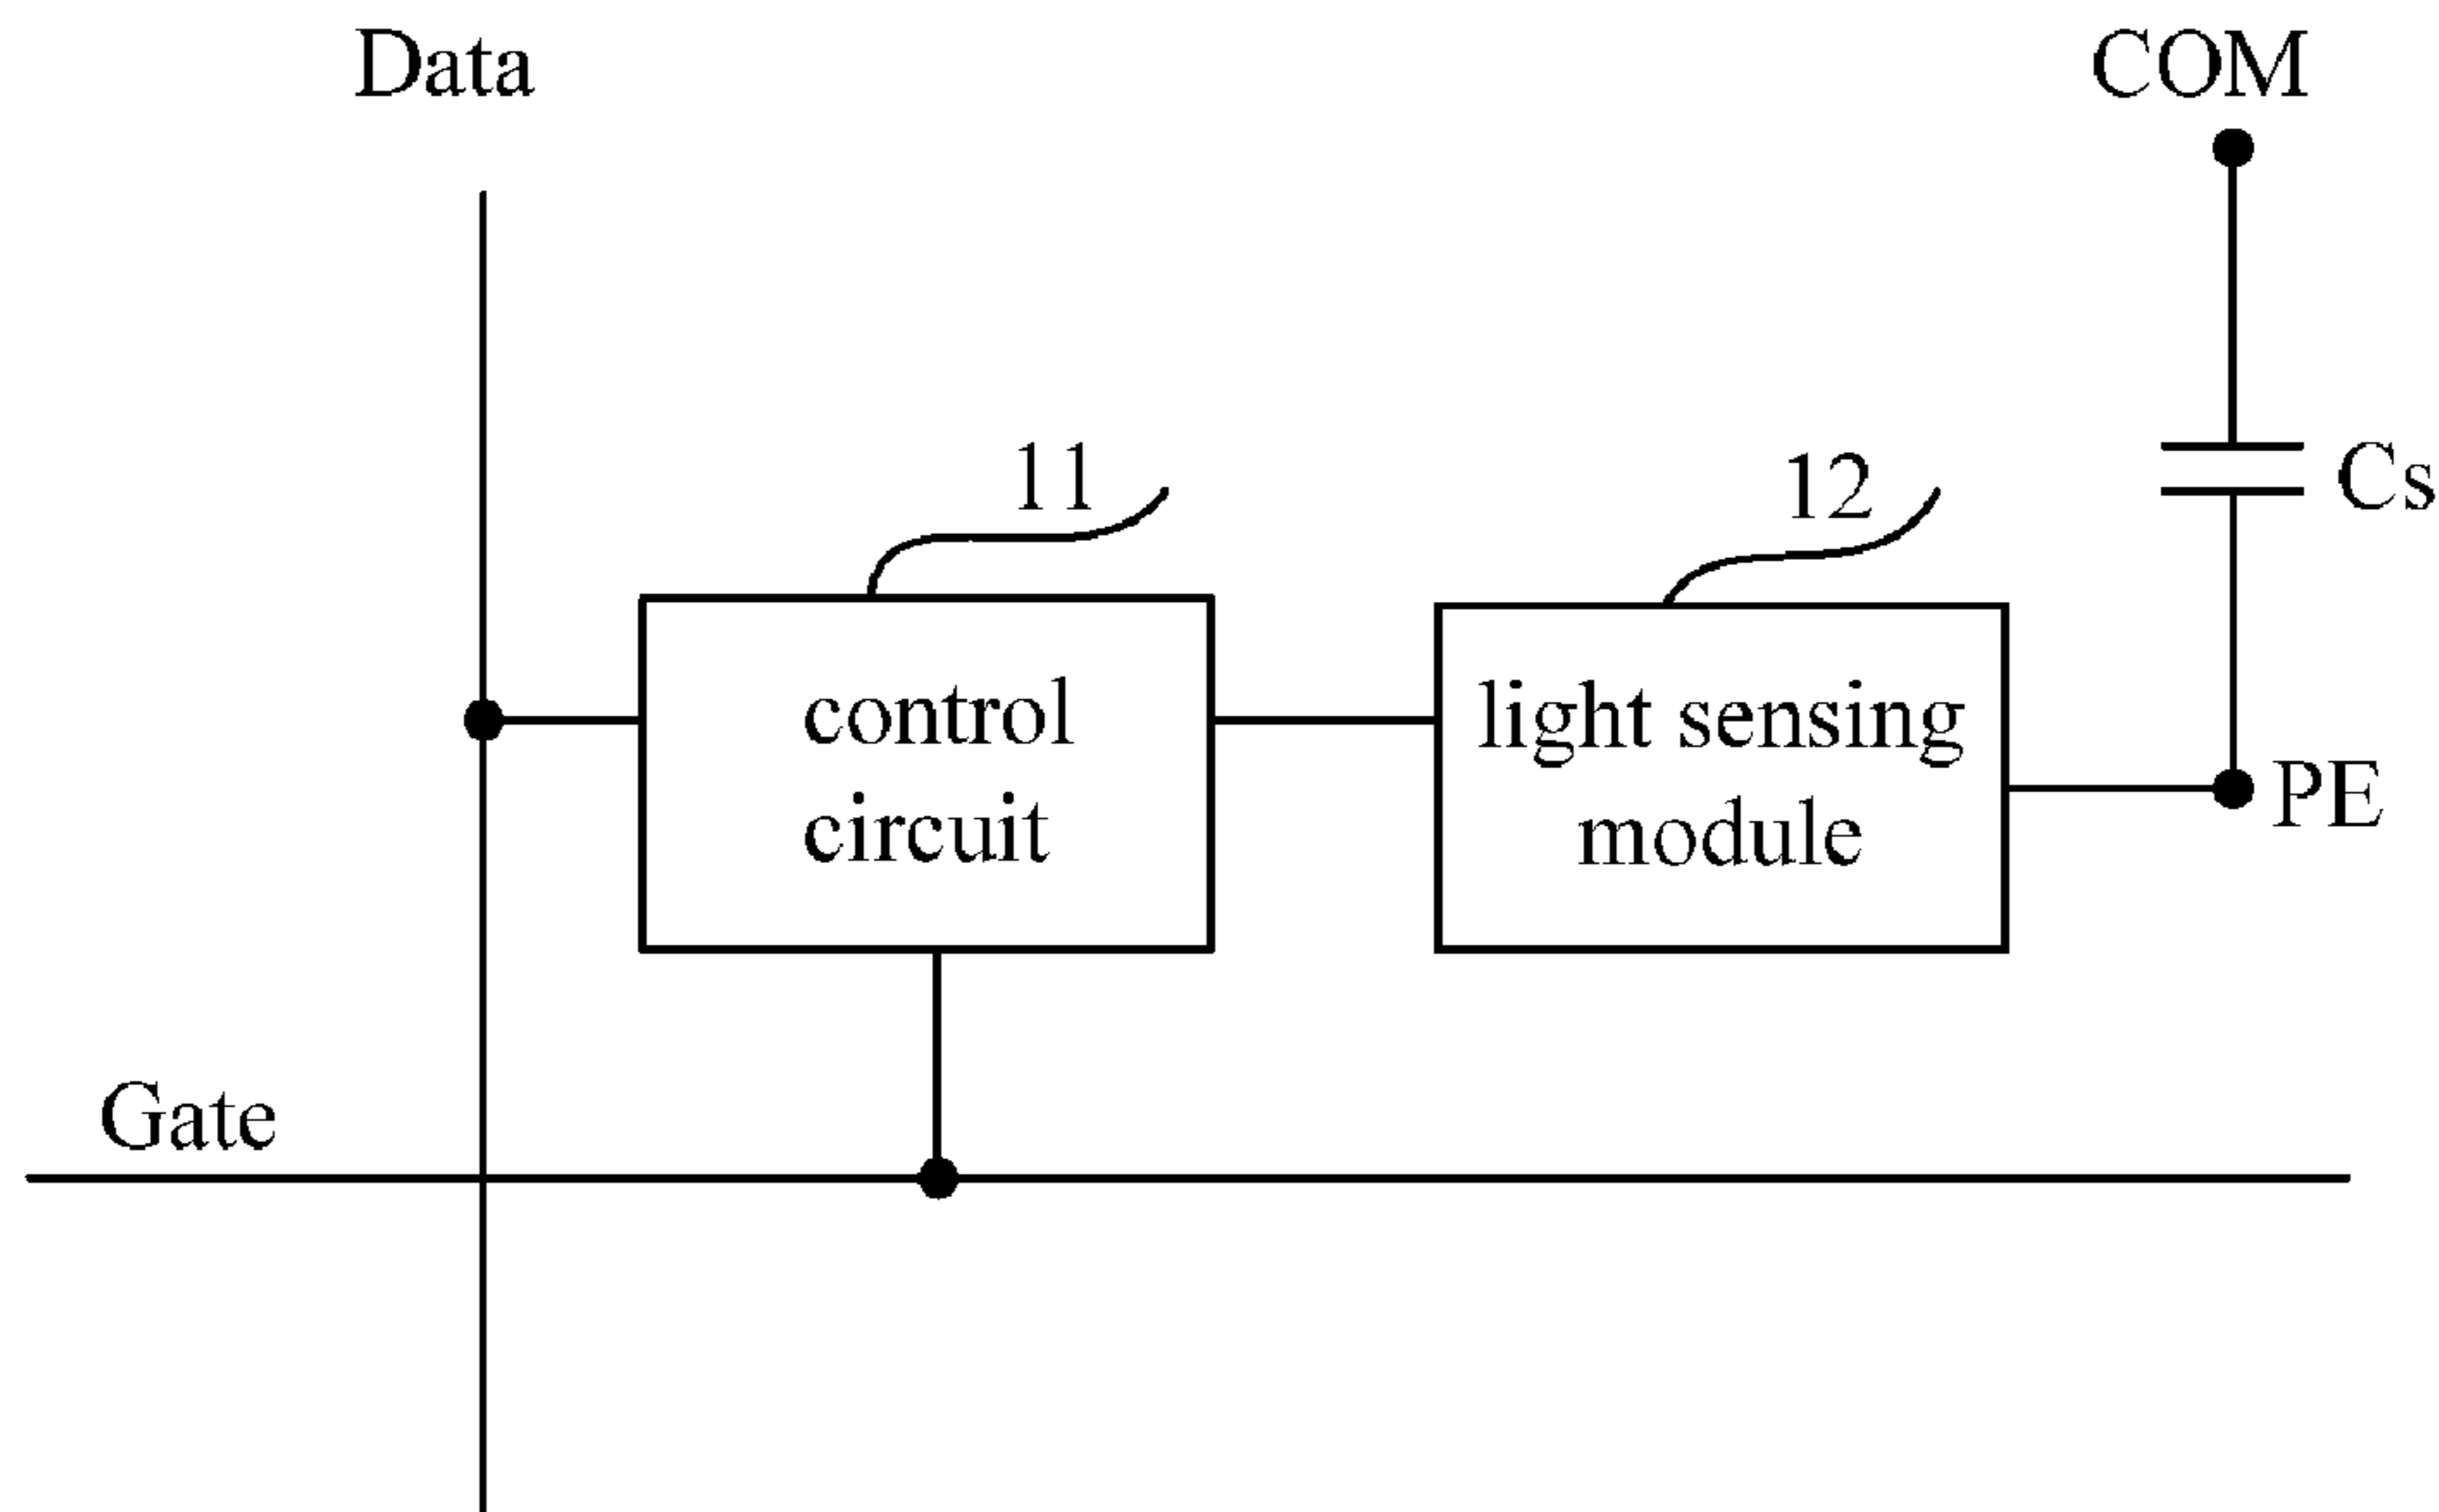 Data
COM
11
12
Cs
control
circuit
light sensing
module
PE
Gate